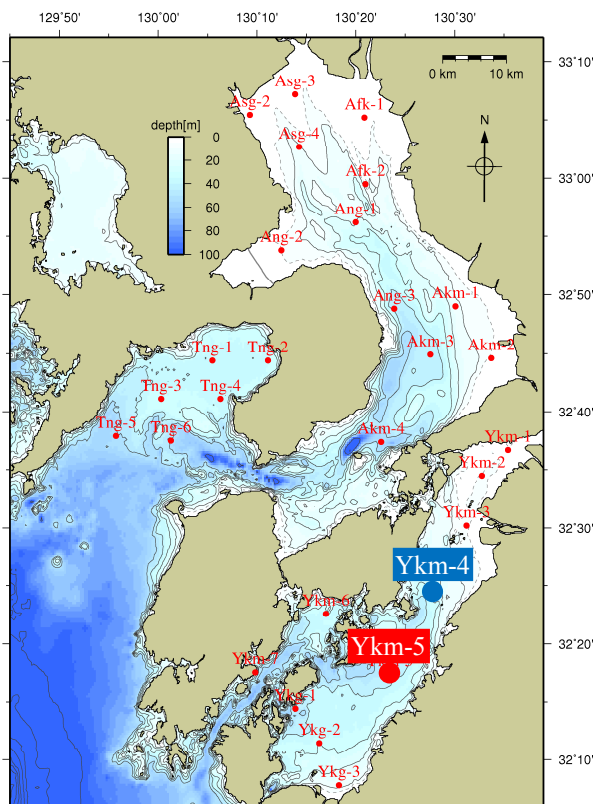 129˚50' 130˚00' 130˚10' 130˚20' 130˚30'
33˚10'
0 km 10 km
Asg-3
Asg-2
Afk-1
depth[m]
0
20
40
60
80
100
N
Asg-4
Afk-2
33˚00'
Ang-1
Ang-2
Ang-3
Akm-1
32˚50'
Tng-1
Tng-2
Akm-3
Akm-2
Tng-3
Tng-4
32˚40'
Tng-5
Tng-6
Akm-4
Ykm-1
Ykm-2
Ykm-3
32˚30'
Ykm-4
Ykm-6
32˚20'
Ykm-5
Ykm-7
Ykg-1
Ykg-2
32˚10'
Ykg-3